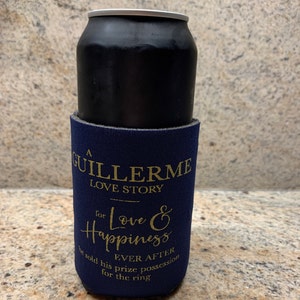 A
GUILLERME
LOVE STORY
for Love &
Happiness
EVER AFTER
he sold his prize possession
for the ring